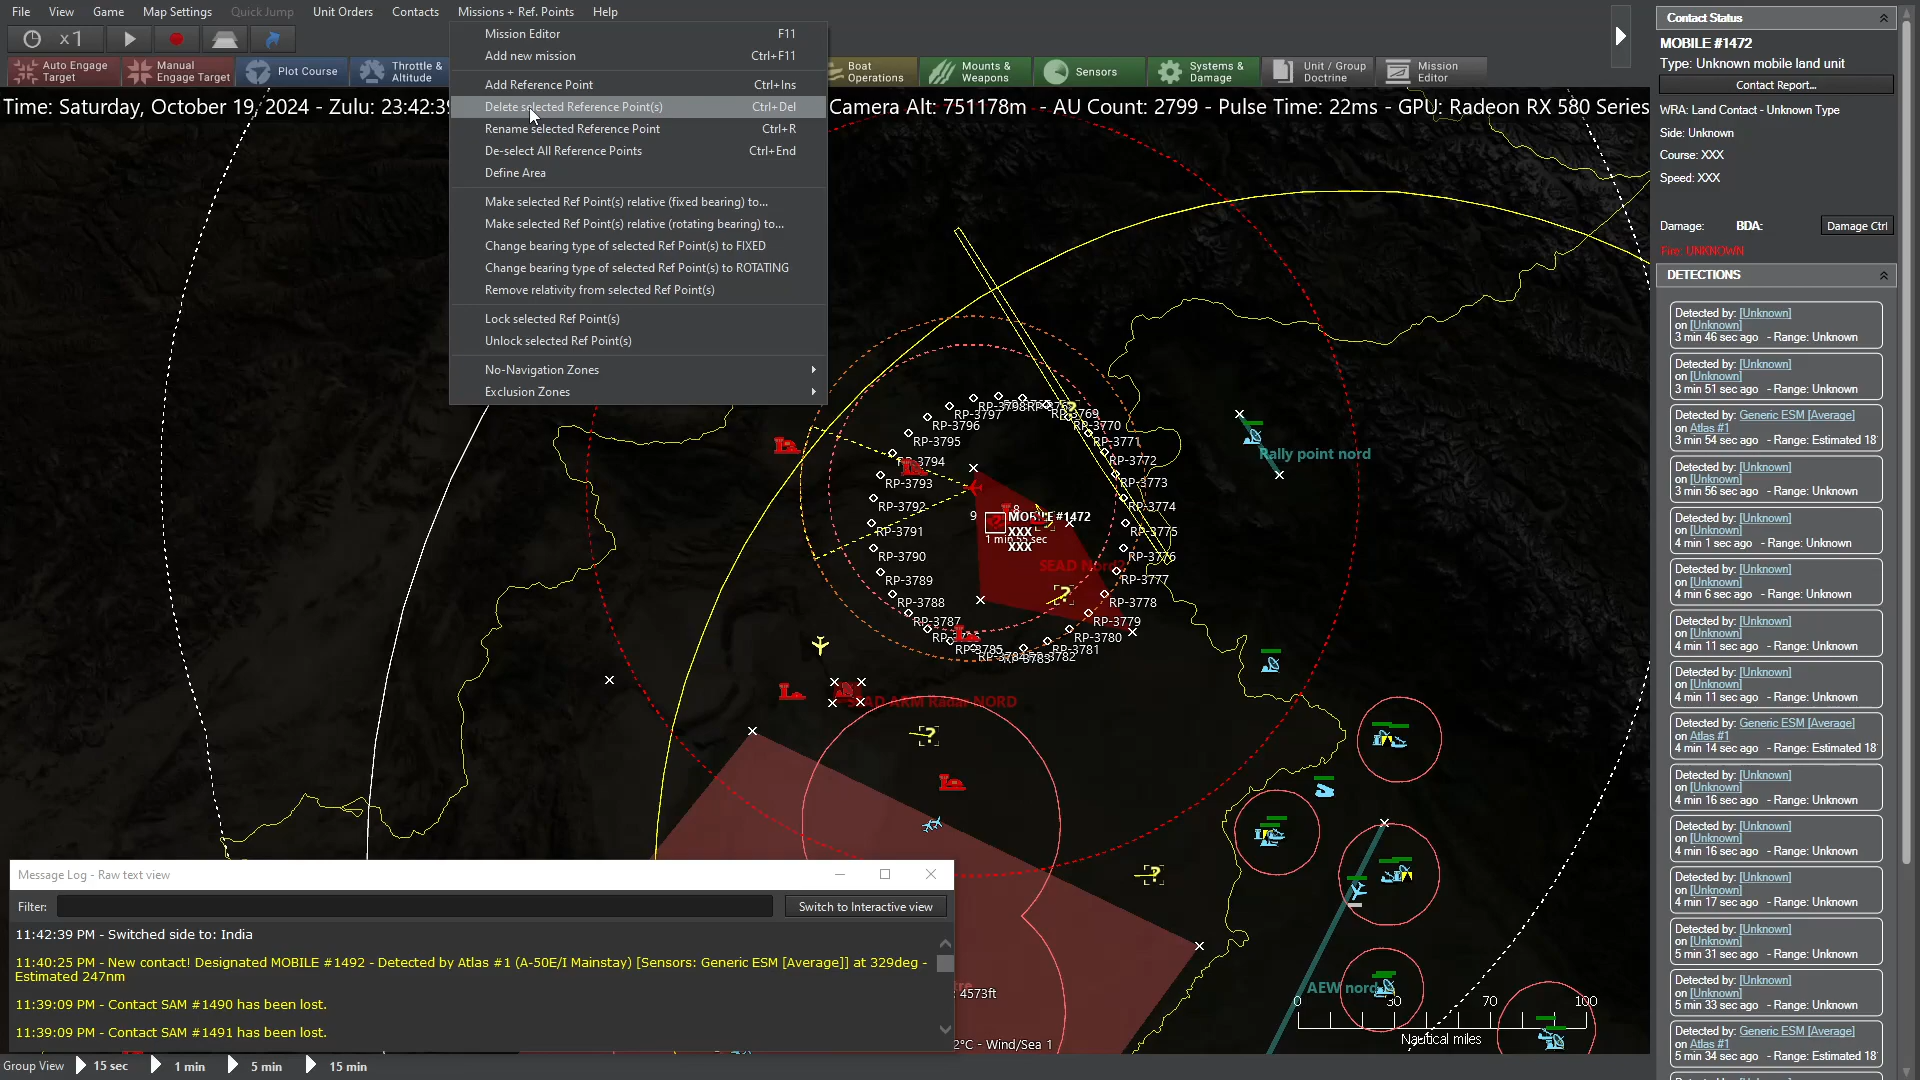 File View Game Map Settings Quick Jump Unit Orders Contacts Missions + Ref. Points Help
x1
Auto Engage Target
Manual Engage Target
Plot Course
Throttle & Altitude
Boat Operations
Mounts & Weapons
Sensors
Systems & Damage
Unit / Group Doctrine
Mission Editor
Time: Saturday, October 19, 2024 - Zulu: 23:42:39
Camera Alt: 751178m - AU Count: 2799 - Pulse Time: 22ms - GPU: Radeon RX 580 Series
Mission Editor F11
Add new mission Ctrl+F11
Add Reference Point Ctrl+Ins
Delete selected Reference Point(s) Ctrl+Del
Rename selected Reference Point Ctrl+R
De-select All Reference Points Ctrl+End
Define Area
Make selected Ref Point(s) relative (fixed bearing) to...
Make selected Ref Point(s) relative (rotating bearing) to...
Change bearing type of selected Ref Point(s) to FIXED
Change bearing type of selected Ref Point(s) to ROTATING
Remove relativity from selected Ref Point(s)
Lock selected Ref Point(s)
Unlock selected Ref Point(s)
No-Navigation Zones
Exclusion Zones
RP-3798
RP-3769
RP-3797
RP-3770
RP-3796
RP-3771
RP-3795
RP-3772
RP-3794
RP-3773
RP-3793
RP-3774
RP-3792
RP-3775
RP-3791
RP-3776
RP-3790
RP-3777
RP-3789
RP-3778
RP-3788
RP-3779
RP-3787
RP-3780
RP-3785
RP-3781
Rally point nord
9
8
MOBILE #1472
XXX
1 min 55 sec
XXX
SEAD Nord
SEAD ARM Radar NORD
AEW nord
4573ft
2°C - Wind/Sea 1
0 30 70 100
Nautical miles
Message Log - Raw text view
Filter:
Switch to Interactive view
11:42:39 PM - Switched side to: India
11:40:25 PM - New contact! Designated MOBILE #1492 - Detected by Atlas #1 (A-50E/I Mainstay) [Sensors: Generic ESM [Average]] at 329deg -
Estimated 247nm
11:39:09 PM - Contact SAM #1490 has been lost.
11:39:09 PM - Contact SAM #1491 has been lost.
Group View 15 sec 1 min 5 min 15 min
Contact Status
MOBILE #1472
Type: Unknown mobile land unit
Contact Report...
WRA: Land Contact - Unknown Type
Side: Unknown
Course: XXX
Speed: XXX
Damage: BDA: Damage Ctrl
Fire: UNKNOWN
DETECTIONS
Detected by: [Unknown]
on [Unknown]
3 min 46 sec ago - Range: Unknown
Detected by: [Unknown]
on [Unknown]
3 min 51 sec ago - Range: Unknown
Detected by: Generic ESM [Average]
on Atlas #1
3 min 54 sec ago - Range: Estimated 18
Detected by: [Unknown]
on [Unknown]
3 min 56 sec ago - Range: Unknown
Detected by: [Unknown]
on [Unknown]
4 min 1 sec ago - Range: Unknown
Detected by: [Unknown]
on [Unknown]
4 min 6 sec ago - Range: Unknown
Detected by: [Unknown]
on [Unknown]
4 min 11 sec ago - Range: Unknown
Detected by: [Unknown]
on [Unknown]
4 min 11 sec ago - Range: Unknown
Detected by: Generic ESM [Average]
on Atlas #1
4 min 14 sec ago - Range: Estimated 18
Detected by: [Unknown]
on [Unknown]
4 min 16 sec ago - Range: Unknown
Detected by: [Unknown]
on [Unknown]
4 min 16 sec ago - Range: Unknown
Detected by: [Unknown]
on [Unknown]
4 min 17 sec ago - Range: Unknown
Detected by: [Unknown]
on [Unknown]
5 min 31 sec ago - Range: Unknown
Detected by: [Unknown]
on [Unknown]
5 min 33 sec ago - Range: Unknown
Detected by: Generic ESM [Average]
on Atlas #1
5 min 34 sec ago - Range: Estimated 18